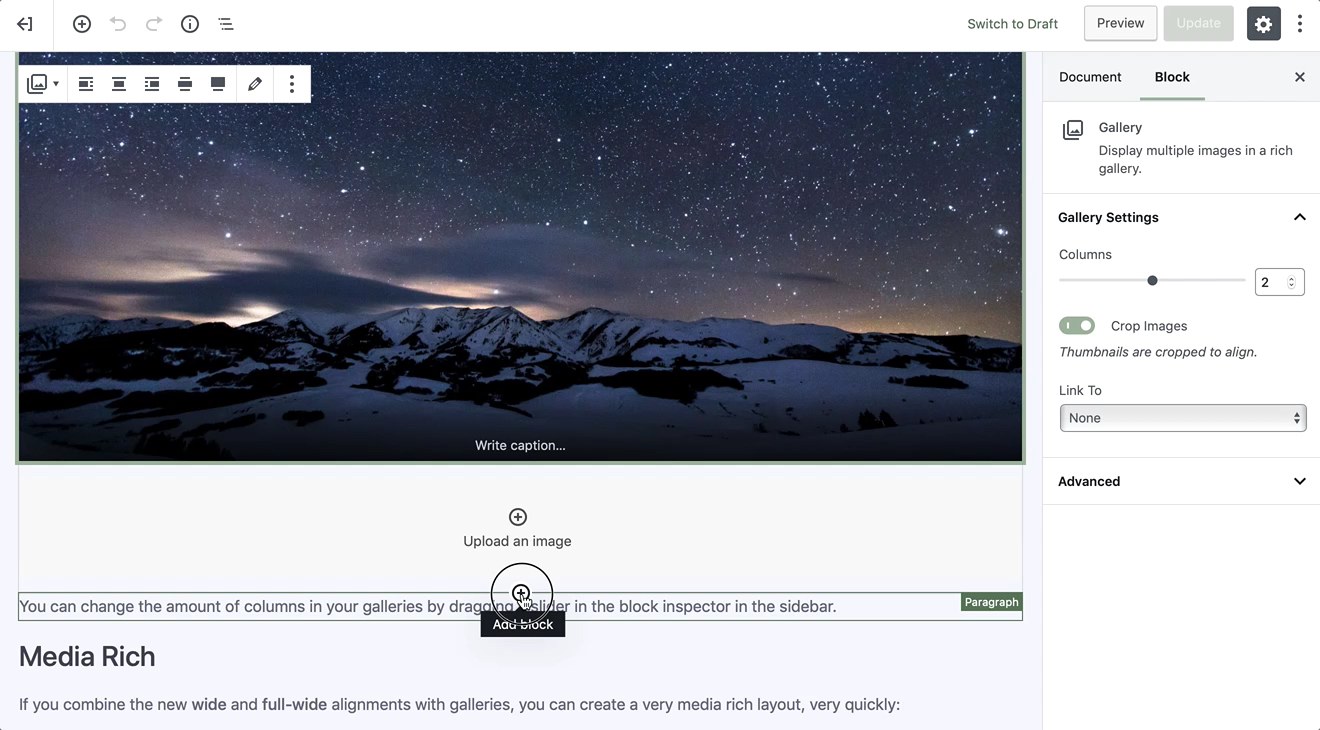 Switch to Draft
Preview
Update
Document
Block
Gallery
Display multiple images in a rich
gallery.
Gallery Settings
Columns
2
Crop Images
Thumbnails are cropped to align.
Link To
None
Advanced
Write caption...
Upload an image
You can change the amount of columns in your galleries by dragging slider in the block inspector in the sidebar.
Paragraph
Add block
Media Rich
If you combine the new wide and full-wide alignments with galleries, you can create a very media rich layout, very quickly: